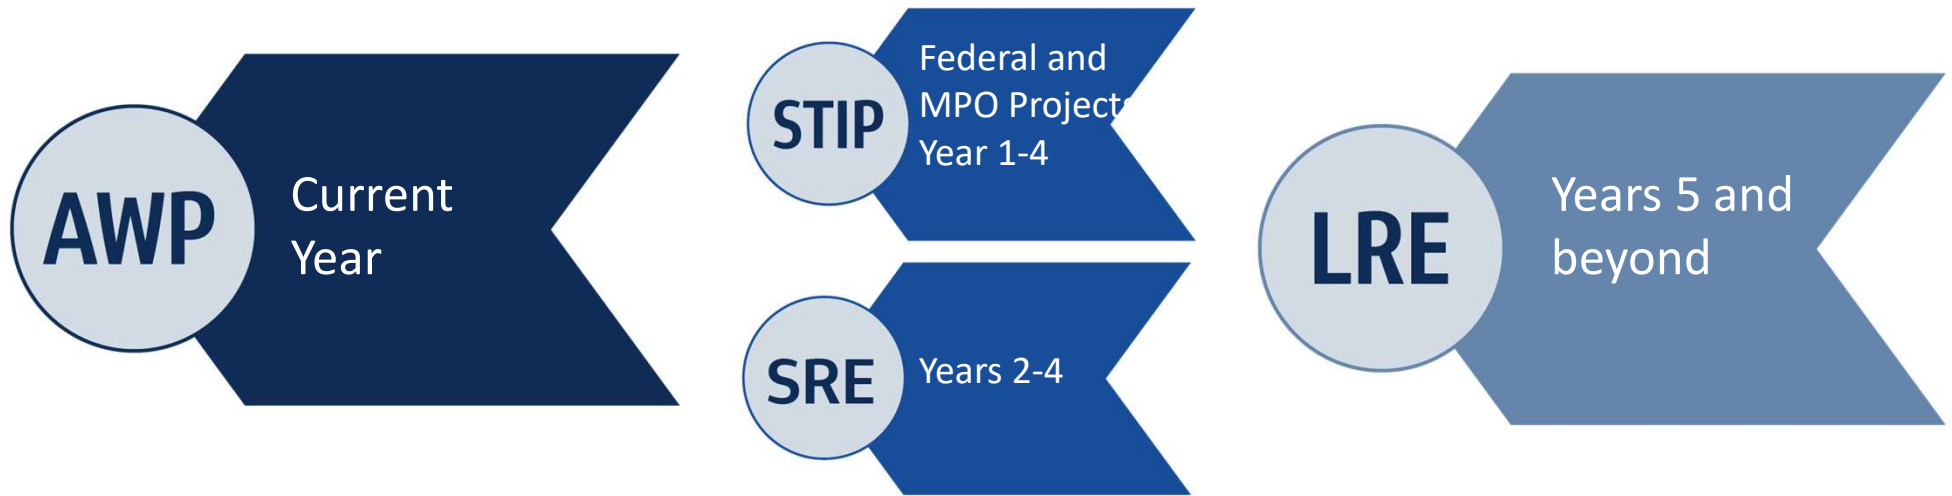 AWP
Current
Year
STIP
Federal and
MPO Projects
Year 1-4
SRE
Years 2-4
LRE
Years 5 and
beyond